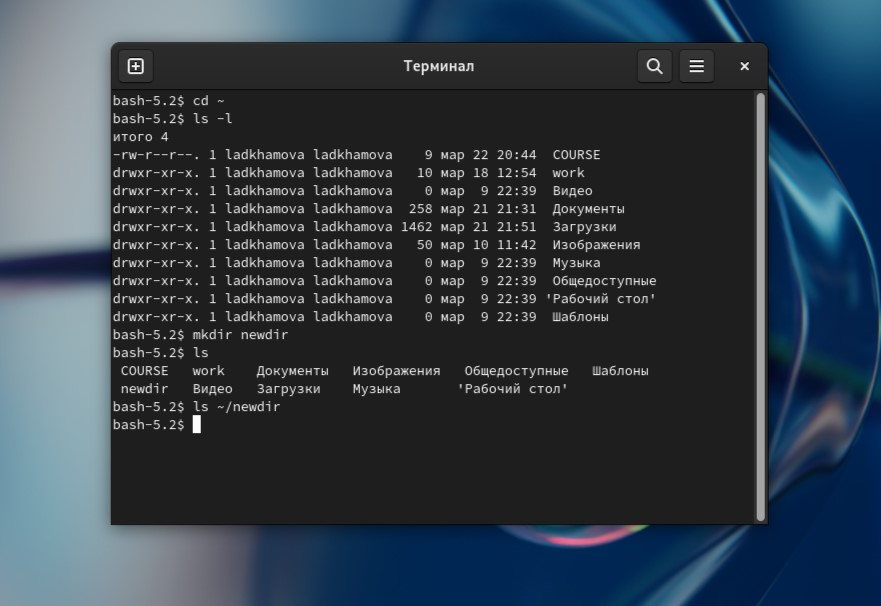 Терминал
bash-5.2$ cd ~
bash-5.2$ ls -l
итого 4
-rw-r--r--. 1 ladkhamova ladkhamova    9 мар 22 20:44  COURSE
drwxr-xr-x. 1 ladkhamova ladkhamova   10 мар 18 12:54  work
drwxr-xr-x. 1 ladkhamova ladkhamova    0 мар  9 22:39  Видео
drwxr-xr-x. 1 ladkhamova ladkhamova  258 мар 21 21:31  Документы
drwxr-xr-x. 1 ladkhamova ladkhamova 1462 мар 21 21:51  Загрузки
drwxr-xr-x. 1 ladkhamova ladkhamova   50 мар 10 11:42  Изображения
drwxr-xr-x. 1 ladkhamova ladkhamova    0 мар  9 22:39  Музыка
drwxr-xr-x. 1 ladkhamova ladkhamova    0 мар  9 22:39  Общедоступные
drwxr-xr-x. 1 ladkhamova ladkhamova    0 мар  9 22:39 'Рабочий стол'
drwxr-xr-x. 1 ladkhamova ladkhamova    0 мар  9 22:39  Шаблоны
bash-5.2$ mkdir newdir
bash-5.2$ ls
 COURSE   work    Документы   Изображения   Общедоступные   Шаблоны
 newdir   Видео   Загрузки    Музыка       'Рабочий стол'
bash-5.2$ ls ~/newdir
bash-5.2$